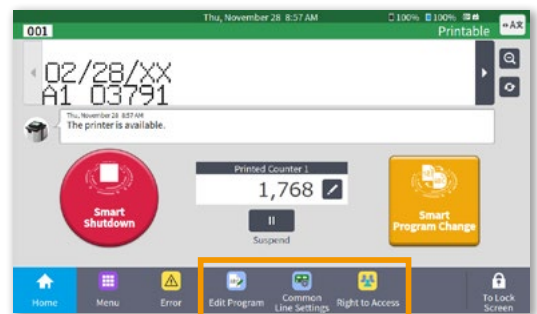 Thu, November 28 8:57 AM
100% 100%
A文
001
Printable
02/28/XX
A1 03791
Thu, November 28 8:57 AM
The printer is available.
Smart
Shutdown
Printed Counter 1
1,768
Suspend
Smart
Program Change
Home
Menu
Error
Edit Program
Common
Line Settings
Right to Access
To Lock
Screen